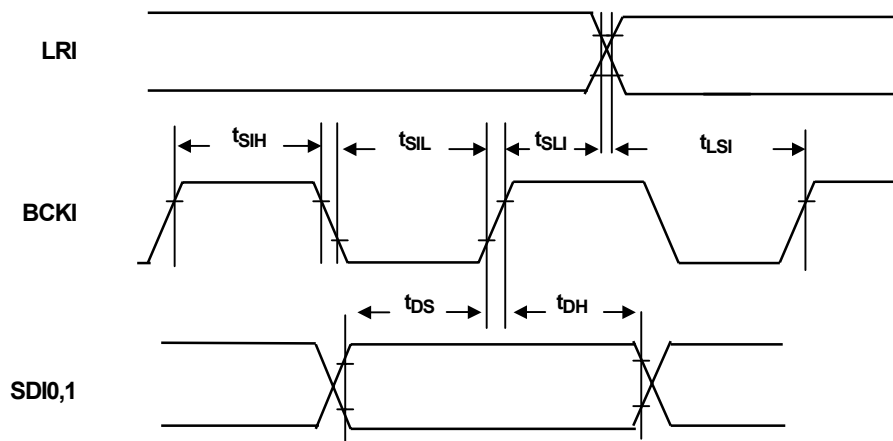 LRI
tSIH
tSIL
tSLI
tLSI
BCKI
tDS
tDH
SDI0,1